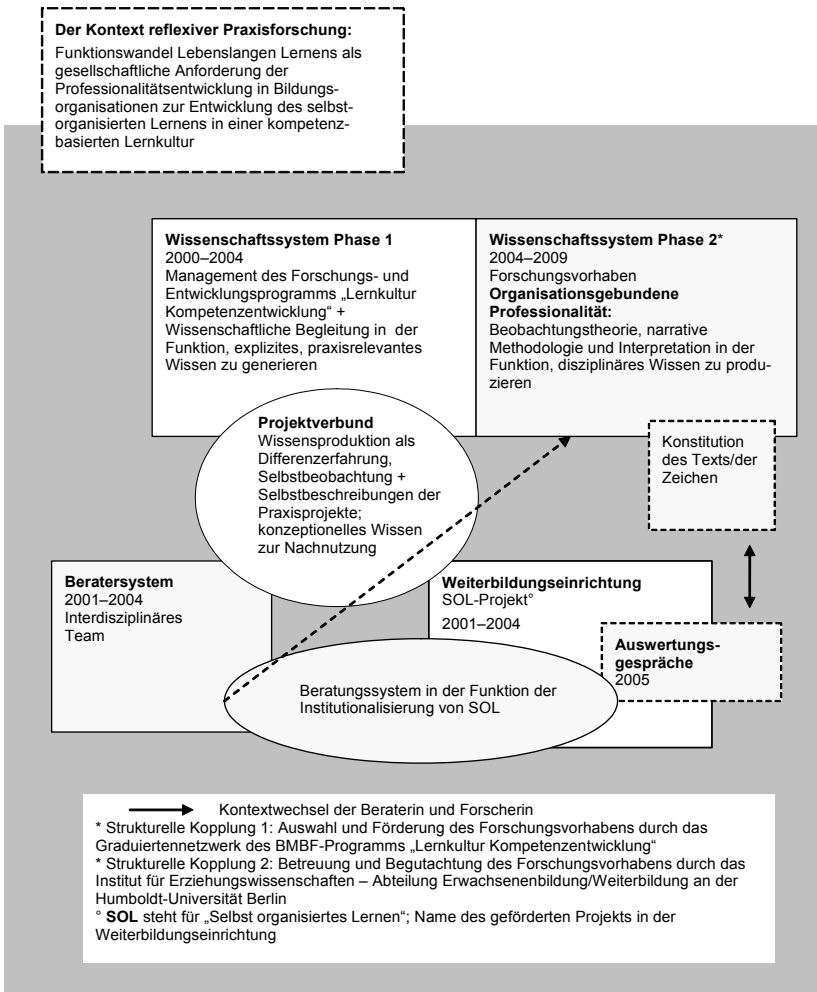 Der Kontext reflexiver Praxisforschung:
Funktionswandel Lebenslangen Lernens als
gesellschaftliche Anforderung der
Professionalitätsentwicklung in Bildungs-
organisationen zur Entwicklung des selbst-
organisierten Lernens in einer kompetenz-
basierten Lernkultur
Wissenschaftssystem Phase 1
2000–2004
Management des Forschungs- und
Entwicklungsprogramms „Lernkultur
Kompetenzentwicklung“ +
Wissenschaftliche Begleitung in der
Funktion, explizites, praxisrelevantes
Wissen zu generieren
Wissenschaftssystem Phase 2*
2004–2009
Forschungsvorhaben
Organisationsgebundene
Professionalität:
Beobachtungstheorie, narrative
Methodologie und Interpretation in der
Funktion, disziplinäres Wissen zu produ-
zieren
Projektverbund
Wissensproduktion als
Differenzerfahrung,
Selbstbeobachtung +
Selbstbeschreibungen der
Praxisprojekte;
konzeptionelles Wissen
zur Nachnutzung
Konstitution
des Texts/der
Zeichen
Beratersystem
2001–2004
Interdisziplinäres
Team
Weiterbildungseinrichtung
SOL-Projekt°
2001–2004
Auswertungs-
gespräche
2005
Beratungssystem in der Funktion der
Institutionalisierung von SOL
Kontextwechsel der Beraterin und Forscherin
* Strukturelle Kopplung 1: Auswahl und Förderung des Forschungsvorhabens durch das
Graduiertennetzwerk des BMBF-Programms „Lernkultur Kompetenzentwicklung“
* Strukturelle Kopplung 2: Betreuung und Begutachtung des Forschungsvorhabens durch das
Institut für Erziehungswissenschaften – Abteilung Erwachsenenbildung/Weiterbildung an der
Humboldt-Universität Berlin
° SOL steht für „Selbst organisiertes Lernen“; Name des geförderten Projekts in der
Weiterbildungseinrichtung